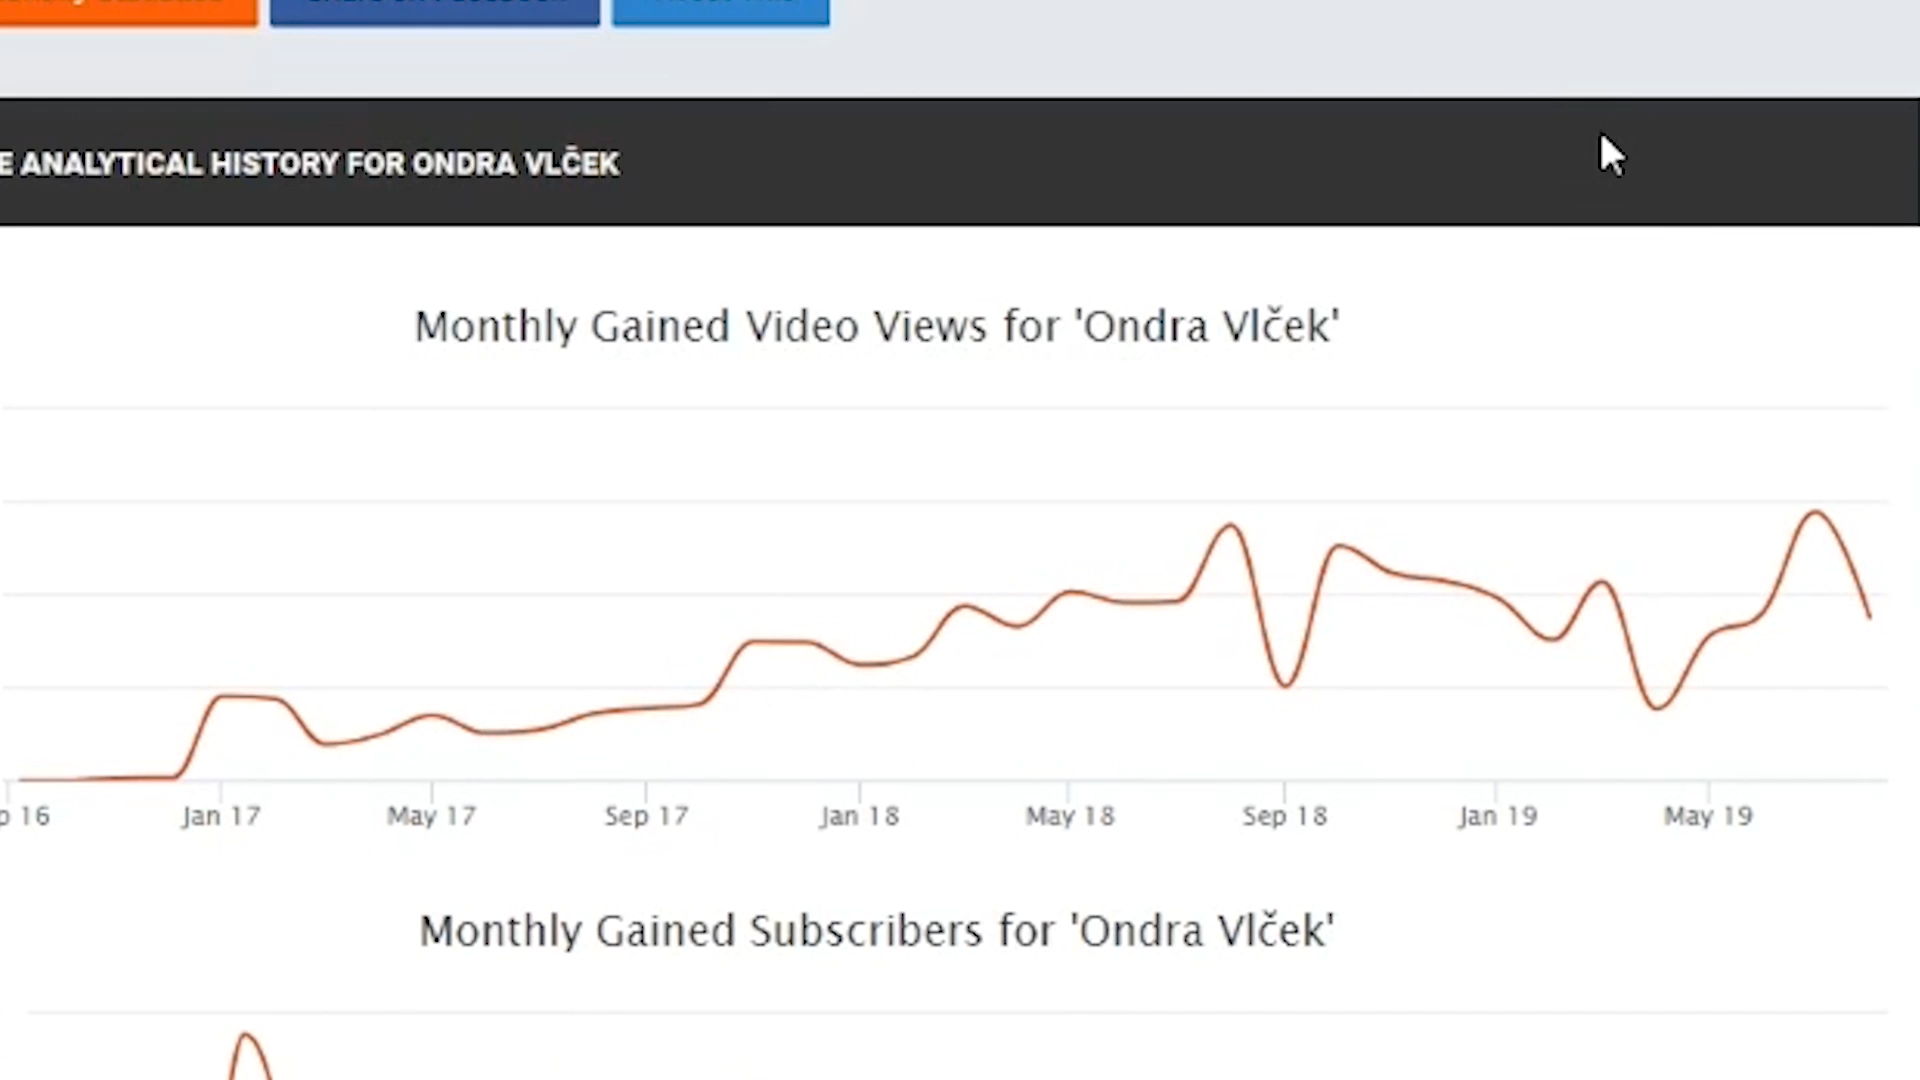 E ANALYTICAL HISTORY FOR ONDRA VLČEK
Monthly Gained Video Views for 'Ondra Vlček'
p 16 Jan 17 May 17 Sep 17 Jan 18 May 18 Sep 18 Jan 19 May 19
Monthly Gained Subscribers for 'Ondra Vlček'